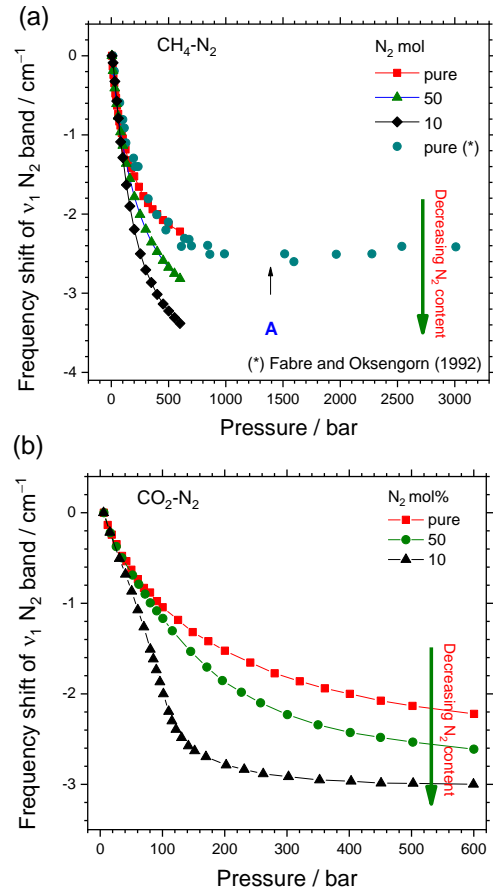 (a)
CH₄-N₂
N₂ mol
pure
50
10
pure (*)
0
-1
-2
-3
-4
Frequency shift of ν₁ N₂ band / cm⁻¹
A
Decreasing N₂ content
(*) Fabre and Oksengorn (1992)
0 500 1000 1500 2000 2500 3000
Pressure / bar
(b)
CO₂-N₂
N₂ mol%
pure
50
10
0
-1
-2
-3
Frequency shift of ν₁ N₂ band / cm⁻¹
Decreasing N₂ content
0 100 200 300 400 500 600
Pressure / bar